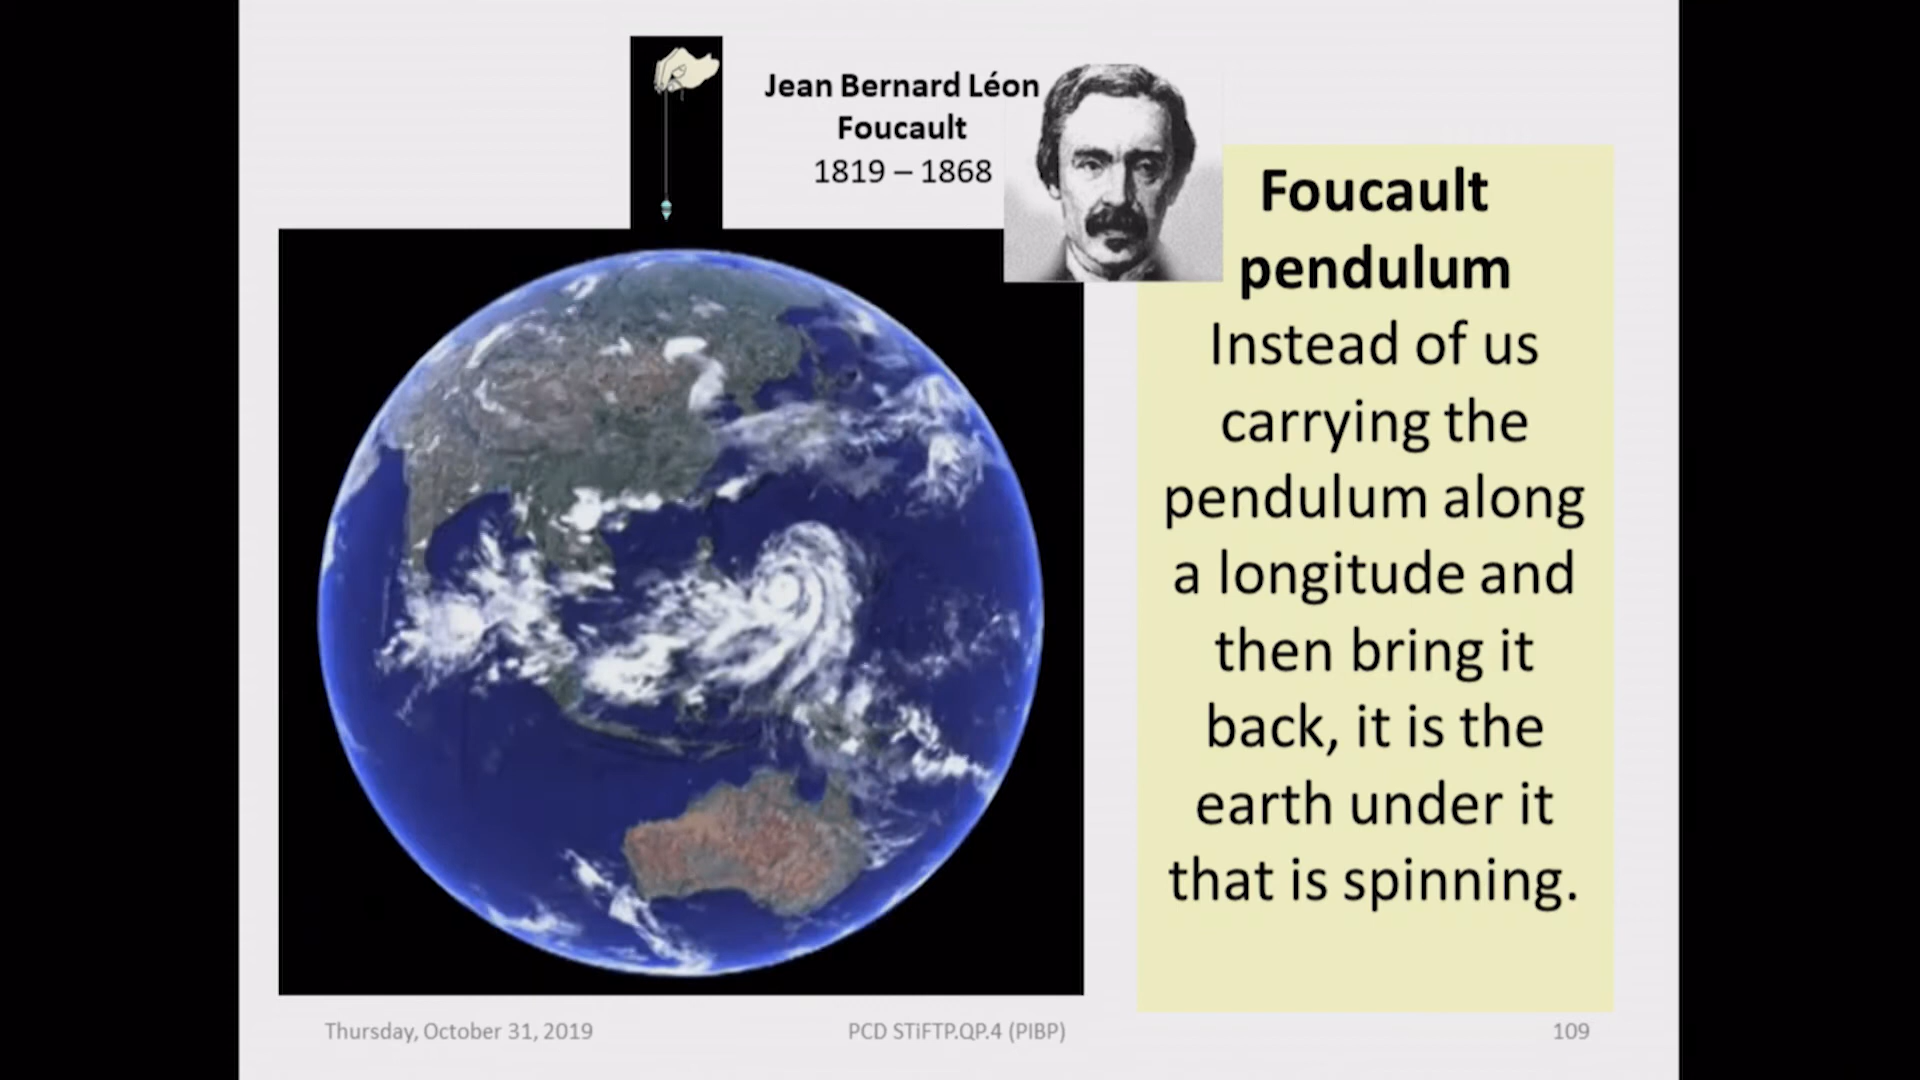 Jean Bernard Léon
Foucault
1819 – 1868
Foucault
pendulum
Instead of us
carrying the
pendulum along
a longitude and
then bring it
back, it is the
earth under it
that is spinning.
Thursday, October 31, 2019
PCD STiFTP.QP.4 (PIBP)
109